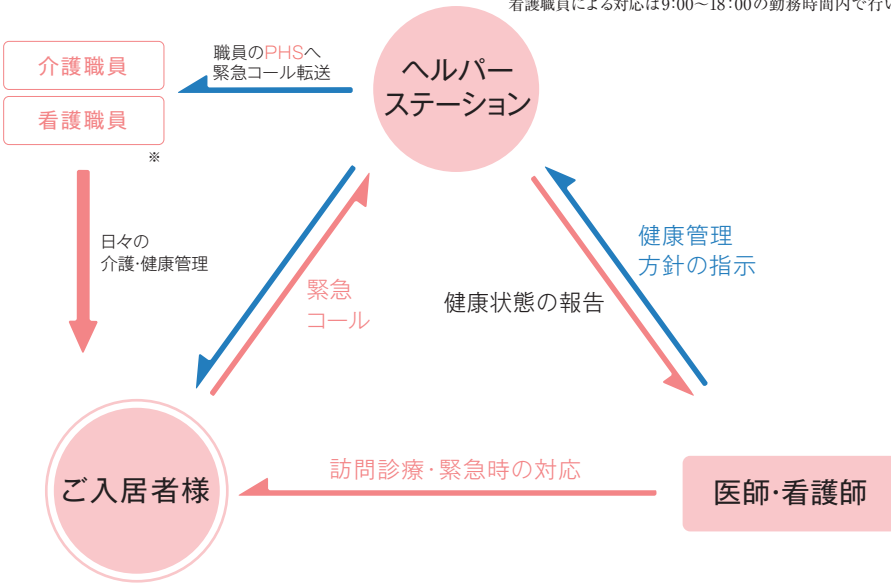 看護職員による対応は9:00〜18:00の勤務時間内で行い
職員のPHSへ
緊急コール転送
介護職員
看護職員
※
ヘルパー
ステーション
日々の
介護・健康管理
緊急
コール
健康状態の報告
健康管理
方針の指示
ご入居者様
訪問診療・緊急時の対応
医師・看護師